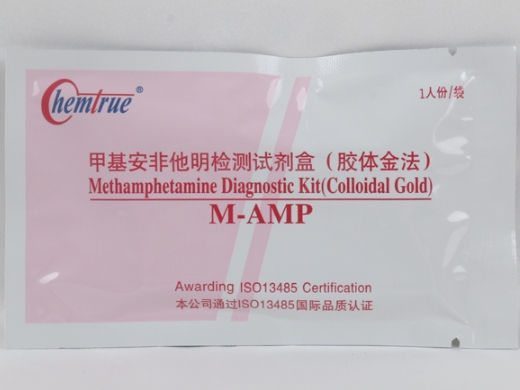 Chemtrue®
1人份/袋
甲基安非他明检测试剂盒（胶体金法）
Methamphetamine Diagnostic Kit(Colloidal Gold)
M-AMP
Awarding ISO13485 Certification
本公司通过ISO13485国际品质认证